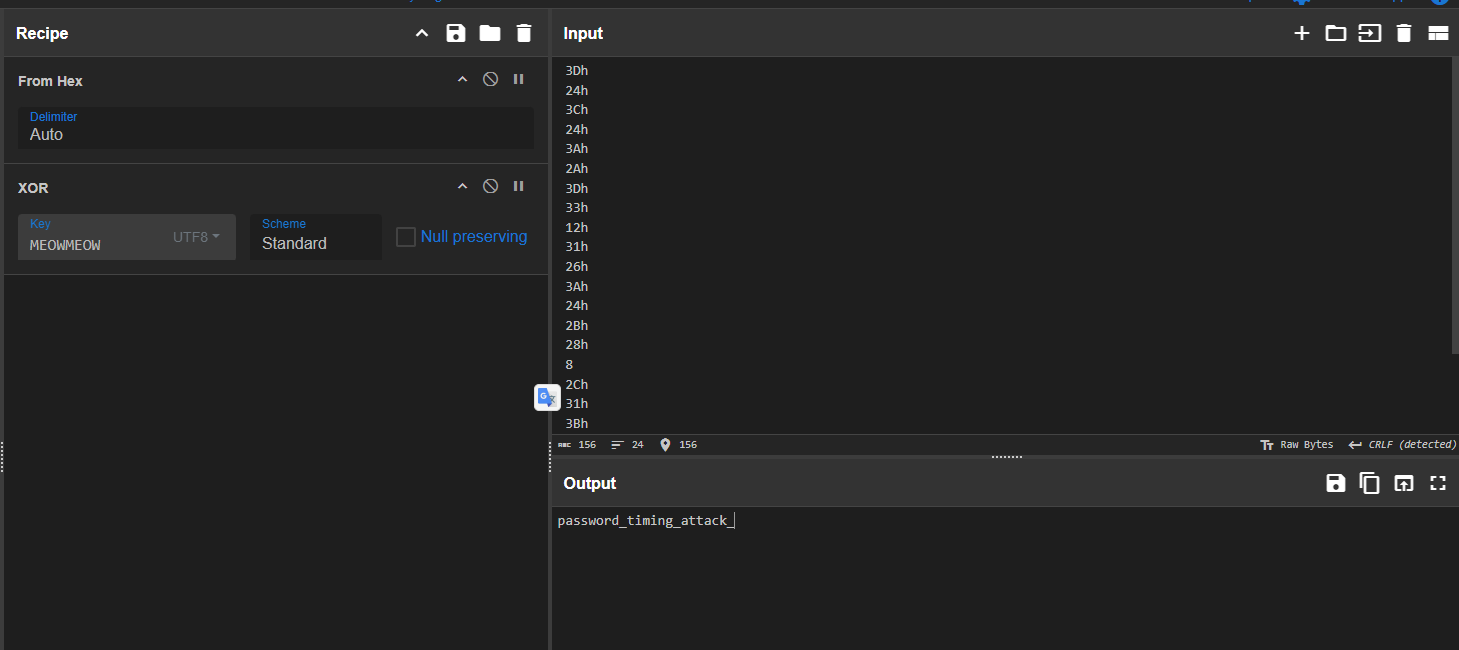 Recipe
Input
From Hex
Delimiter
Auto
XOR
Key
MEOWMEOW
UTF8
Scheme
Standard
Null preserving
3Dh
24h
3Ch
24h
3Ah
2Ah
3Dh
33h
12h
31h
26h
3Ah
24h
2Bh
28h
8
2Ch
31h
3Bh
ABC 156 24 156
Tт Raw Bytes CRLF (detected)
Output
password_timing_attack_